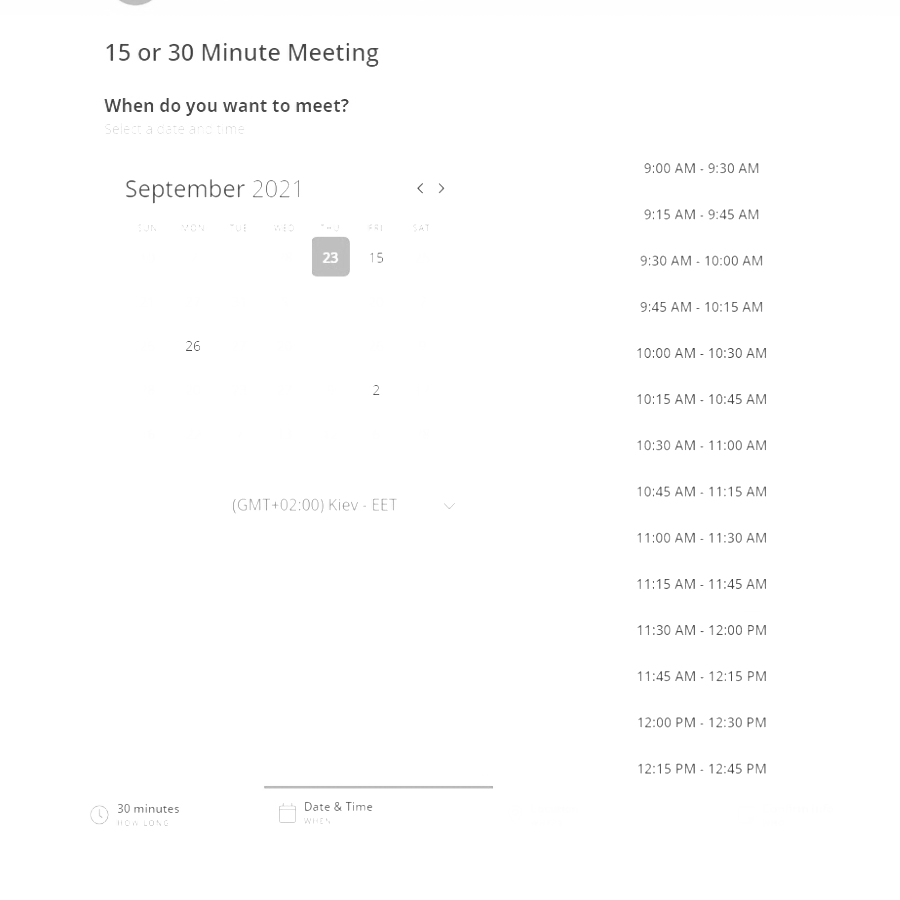 15 or 30 Minute Meeting
When do you want to meet?
Select a date and time.
September 2021
SUN MON TUE WED THU FRI SAT
23 15
26
2
(GMT+02:00) Kiev - EET
9:00 AM - 9:30 AM
9:15 AM - 9:45 AM
9:30 AM - 10:00 AM
9:45 AM - 10:15 AM
10:00 AM - 10:30 AM
10:15 AM - 10:45 AM
10:30 AM - 11:00 AM
10:45 AM - 11:15 AM
11:00 AM - 11:30 AM
11:15 AM - 11:45 AM
11:30 AM - 12:00 PM
11:45 AM - 12:15 PM
12:00 PM - 12:30 PM
12:15 PM - 12:45 PM
30 minutes
HOW LONG
Date & Time
WHEN